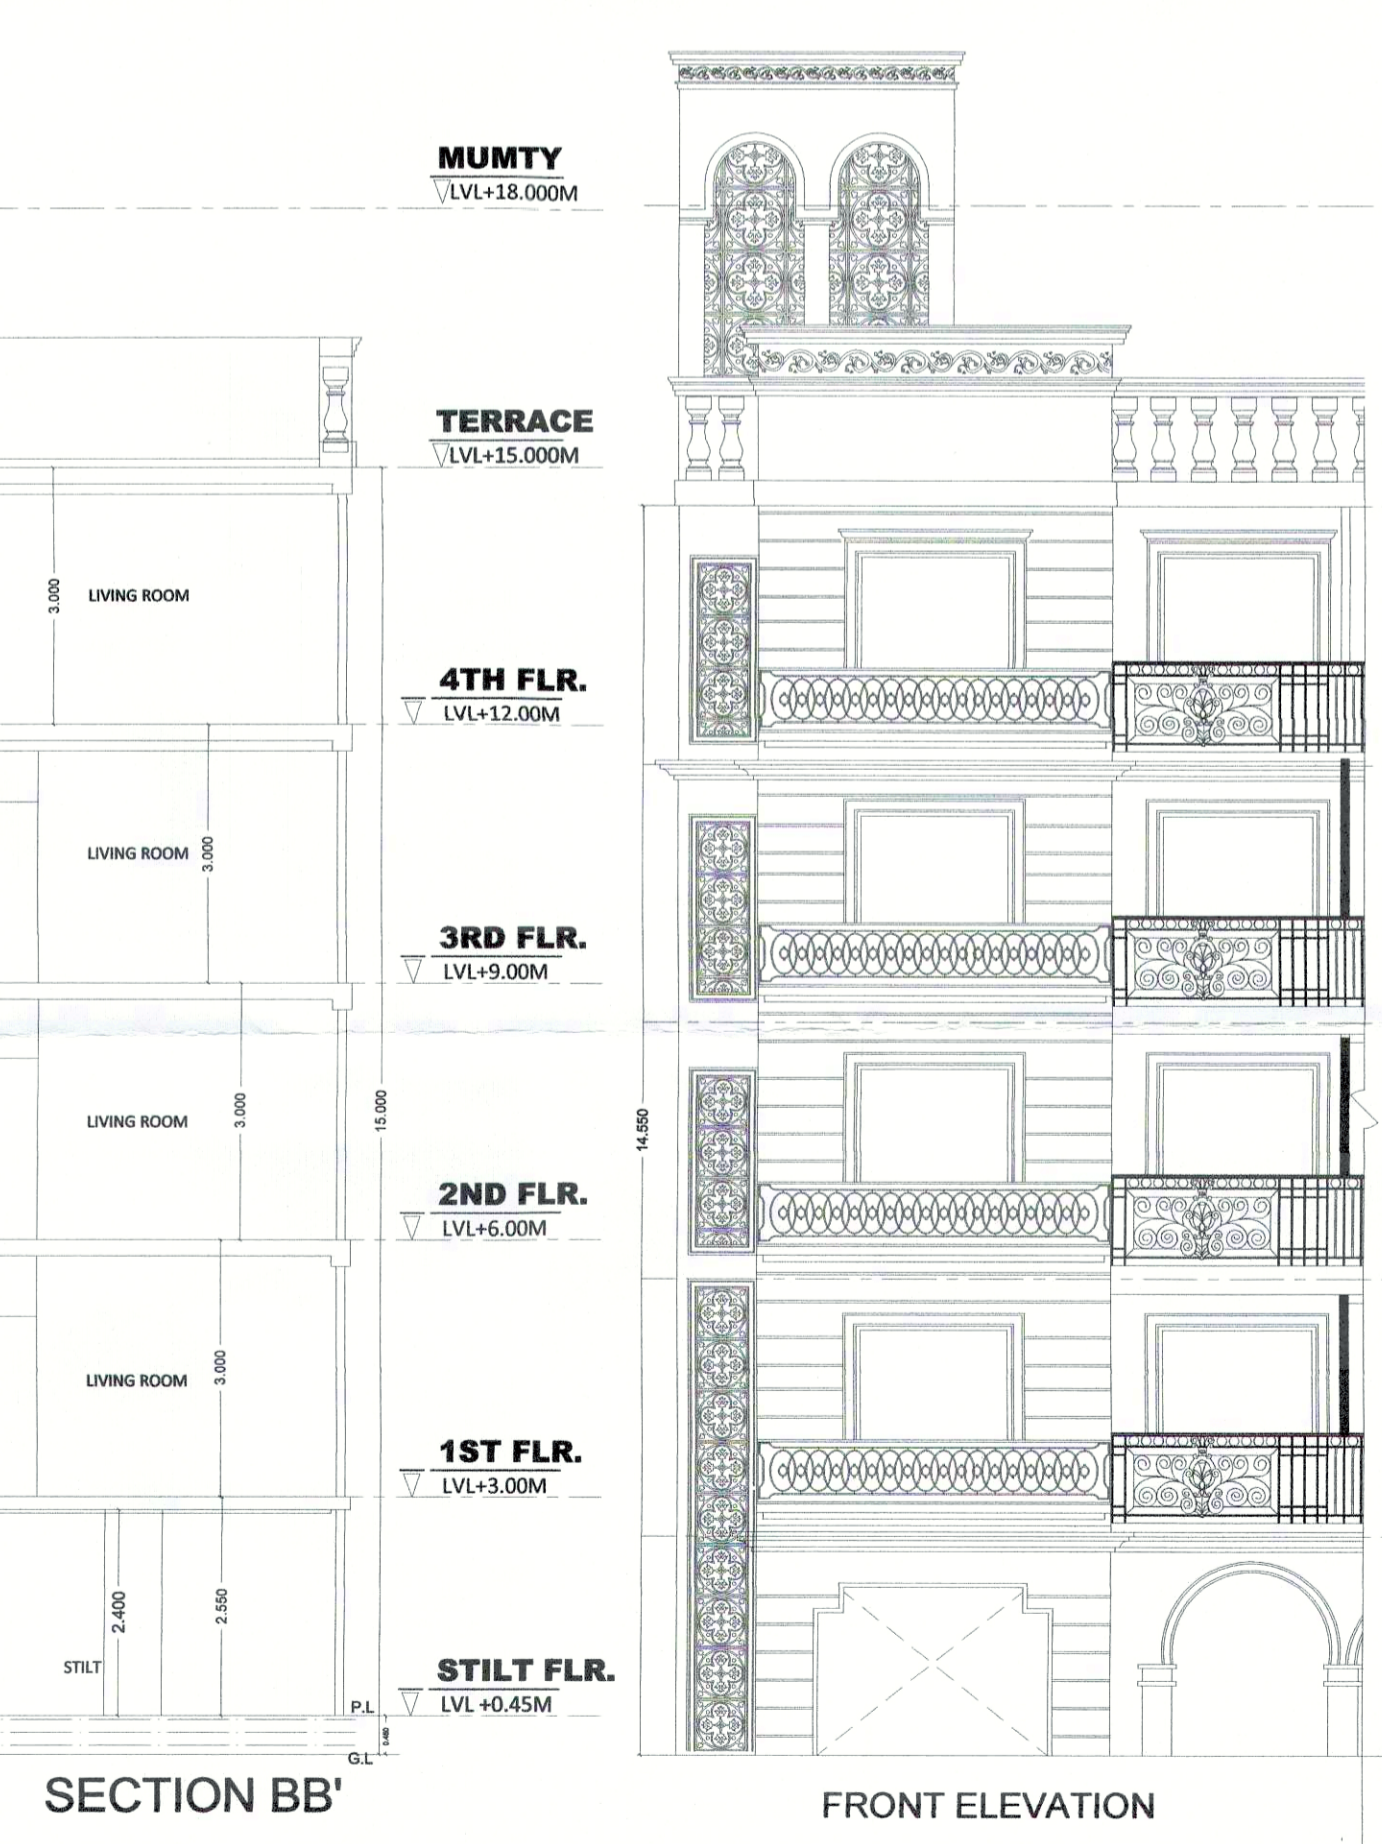 MUMTY
LVL+18.000M
TERRACE
LVL+15.000M
3.000
LIVING ROOM
4TH FLR.
LVL+12.00M
LIVING ROOM
3.000
3RD FLR.
LVL+9.00M
LIVING ROOM
3.000
15.000
14.550
2ND FLR.
LVL+6.00M
LIVING ROOM
3.000
1ST FLR.
LVL+3.00M
2.400
2.550
STILT
STILT FLR.
LVL +0.45M
P.L
G.L
SECTION BB'
FRONT ELEVATION